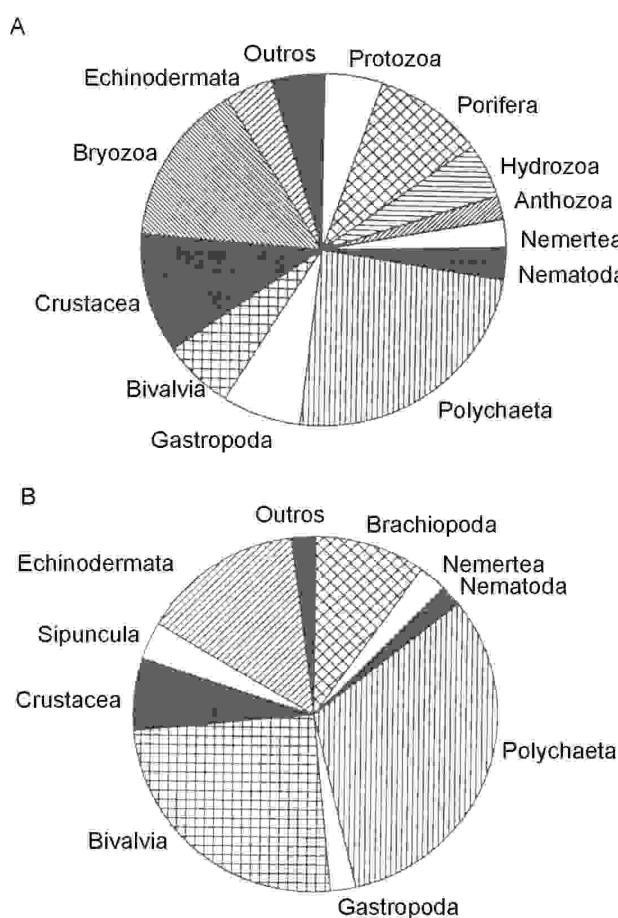 A
Outros
Protozoa
Echinodermata
Porifera
Bryozoa
Hydrozoa
Anthozoa
Nemertea
Nematoda
Crustacea
Bivalvia
Polychaeta
Gastropoda
B
Outros
Brachiopoda
Echinodermata
Nemertea
Nematoda
Sipuncula
Crustacea
Polychaeta
Bivalvia
Gastropoda